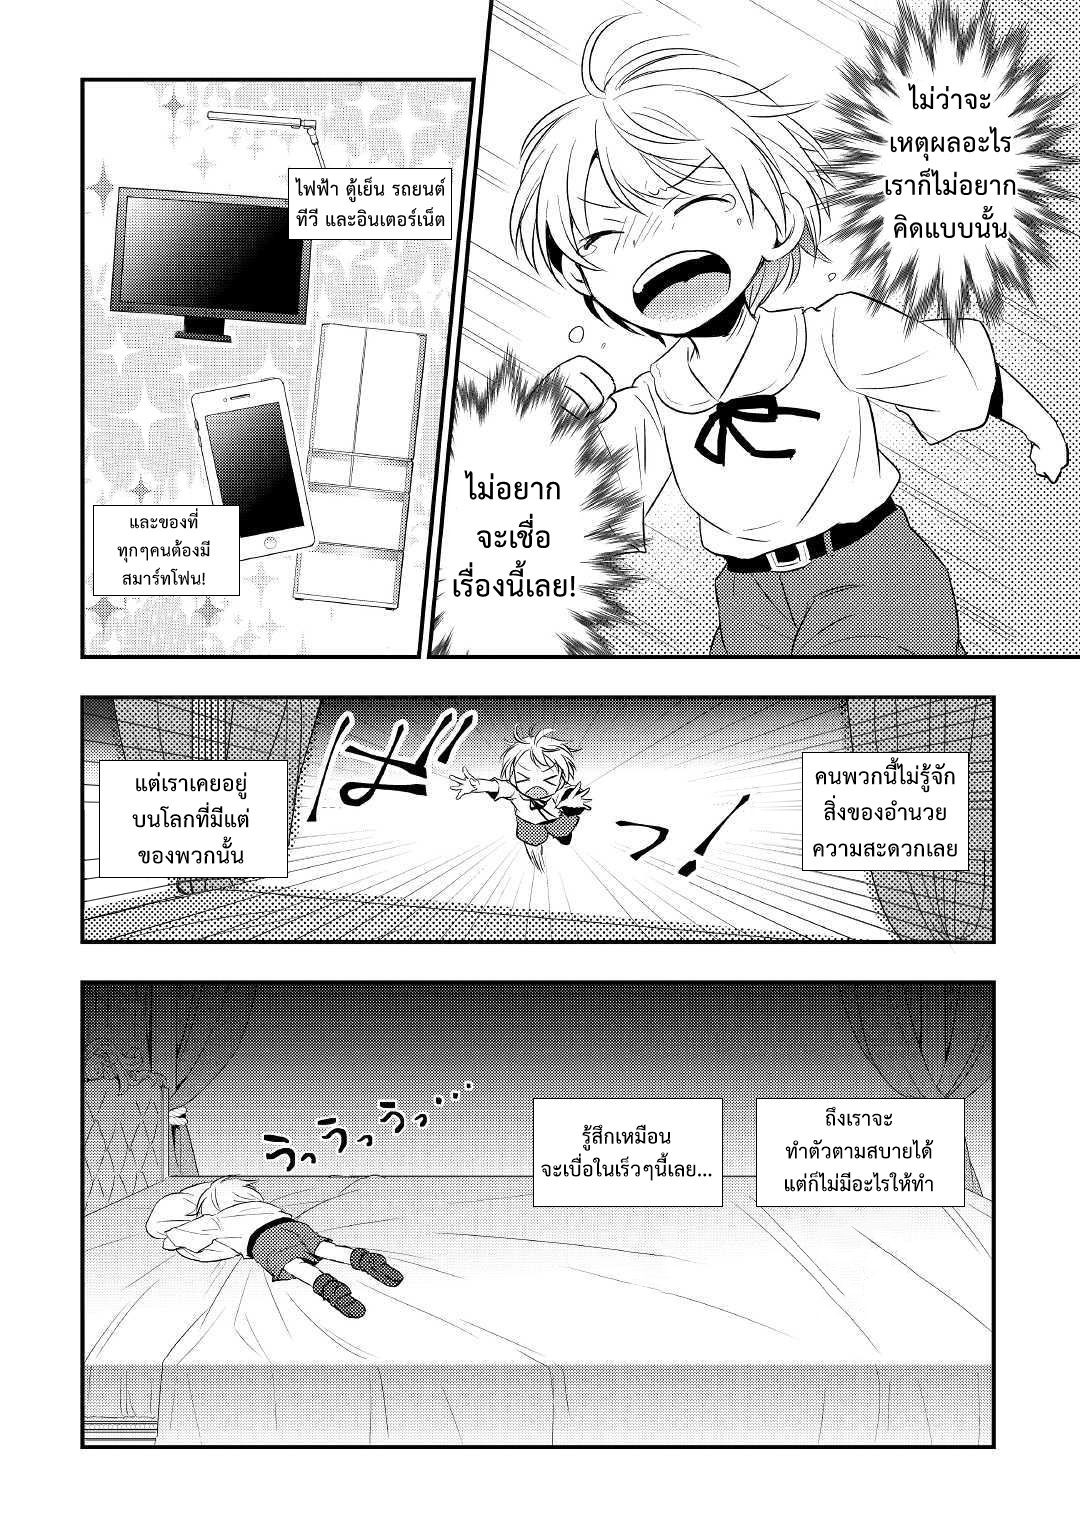 ไม่ว่าจะ
เหตุผลอะไร
เราก็ไม่อยาก
คิดแบบนั้น
ไม่อยาก
จะเชื่อ
เรื่องนี้เลย!
ไฟฟ้า ตู้เย็น รถยนต์
ทีวี และอินเตอร์เน็ต
และของที่
ทุกๆคนต้องมี
สมาร์ทโฟน!
คนพวกนี้ไม่รู้จัก
สิ่งของอำนวย
ความสะดวกเลย
ばふっ!
แต่เราเคยอยู่
บนโลกที่มีแต่
ของพวกนั้น
ถึงเราจะ
ทำตัวตามสบายได้
แต่ก็ไม่มีอะไรให้ทำ
รู้สึกเหมือน
จะเบื่อในเร็วๆนี้เลย...
うっうっうっ・・・・